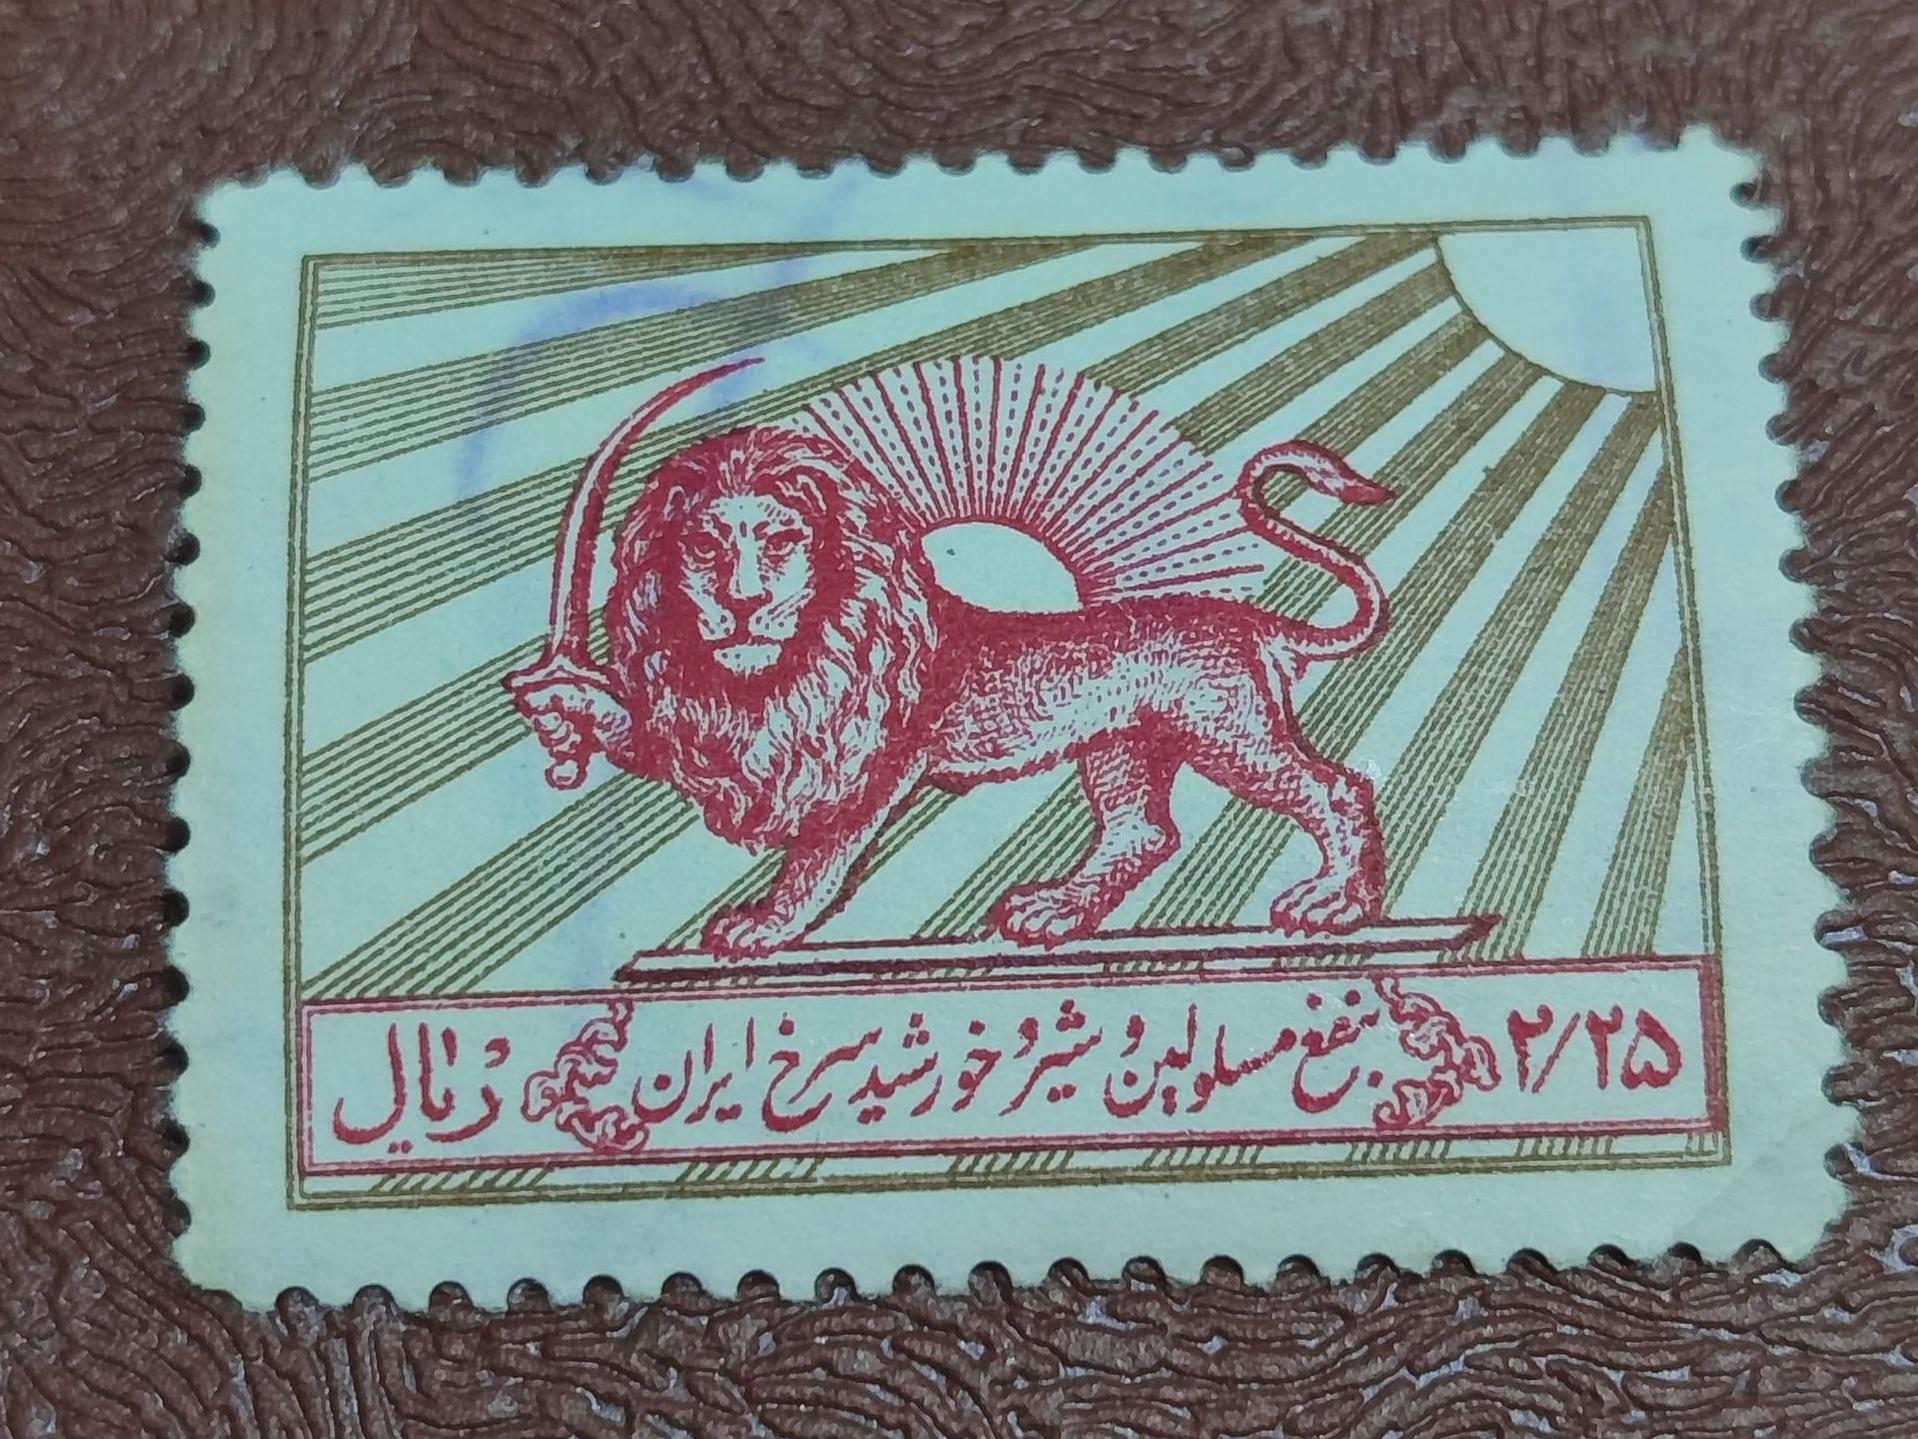 ۲/۲۵ بنفع مسلولین و شیر و خورشید سرخ ایران ریال